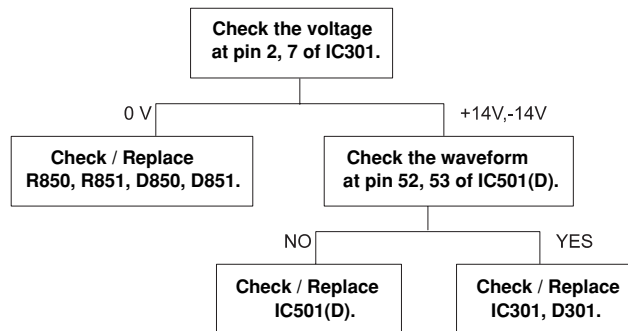 Check the voltage
at pin 2, 7 of IC301.
0 V
+14V,-14V
Check / Replace
R850, R851, D850, D851.
Check the waveform
at pin 52, 53 of IC501(D).
NO
YES
Check / Replace
IC501(D).
Check / Replace
IC301, D301.